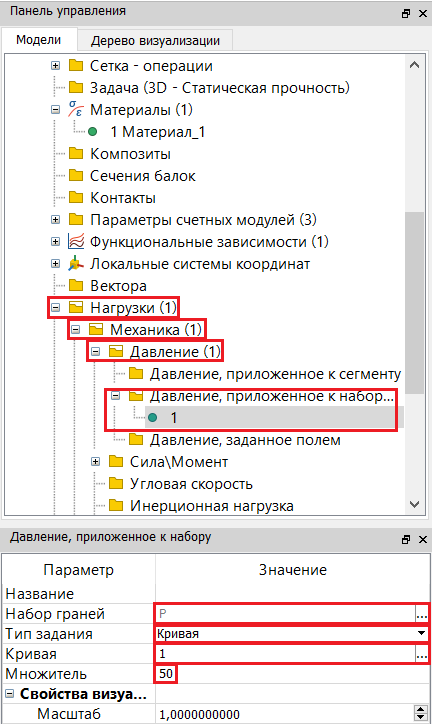 Панель управления
Модели Дерево визуализации
Сетка - операции
Задача (3D - Статическая прочность)
σ ε Материалы (1)
1 Материал_1
Композиты
Сечения балок
Контакты
Параметры счетных модулей (3)
Функциональные зависимости (1)
Локальные системы координат
Вектора
Нагрузки (1)
Механика (1)
Давление (1)
Давление, приложенное к сегменту
Давление, приложенное к набор...
1
Давление, заданное полем
Сила\Момент
Угловая скорость
Инерционная нагрузка
Давление, приложенное к набору
Параметр Значение
Название
Набор граней P ...
Тип задания Кривая
Кривая 1 ...
Множитель 50
Свойства визуа...
Масштаб 1,0000000000